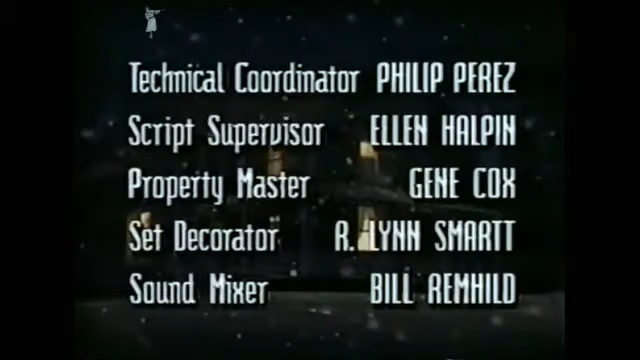 Technical Coordinator PHILIP PEREZ
Script Supervisor ELLEN HALPIN
Property Master GENE COX
Set Decorator R. LYNN SMARTT
Sound Mixer BILL REMHILD